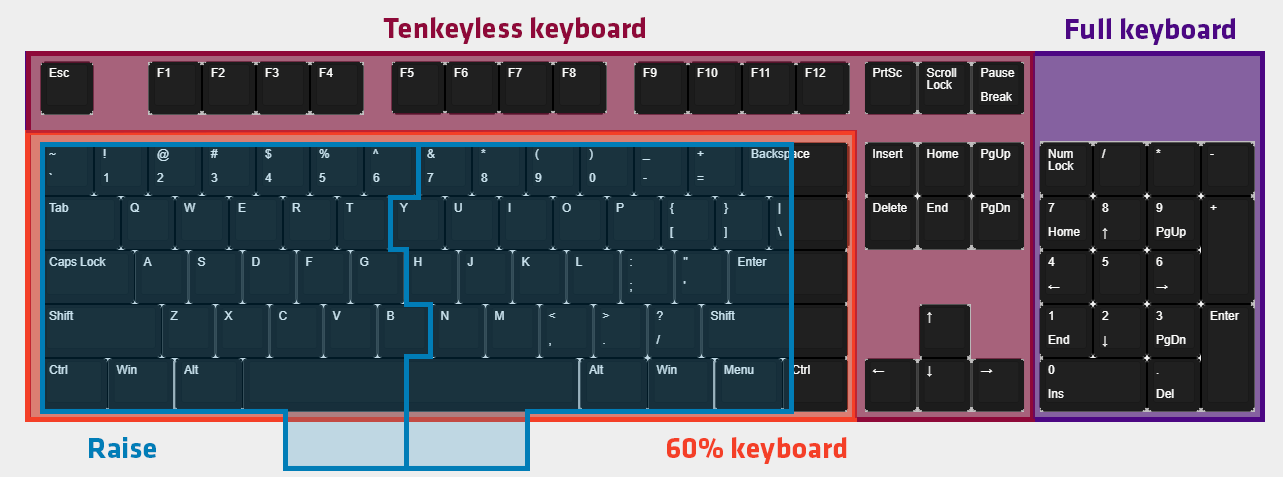 Tenkeyless keyboard
Full keyboard
Esc F1 F2 F3 F4 F5 F6 F7 F8 F9 F10 F11 F12 PrtSc Scroll Lock Pause Break
~ ! @ # $ % ^ & * ( ) _ + Backspace Insert Home PgUp Num Lock / * -
` 1 2 3 4 5 6 7 8 9 0 - =
Tab Q W E R T Y U I O P { } | Delete End PgDn 7 8 9 +
[ ] \ Home ↑ PgUp
Caps Lock A S D F G H J K L : " Enter 4 5 6
; ' ← →
Shift Z X C V B N M < > ? Shift ↑ 1 2 3 Enter
, . / End ↓ PgDn
Ctrl Win Alt Alt Win Menu Ctrl ← ↓ → 0 .
Ins Del
Raise
60% keyboard